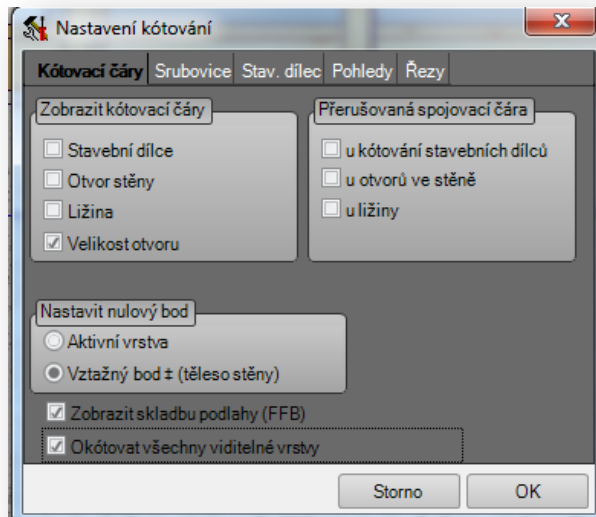 Nastavení kótování
Kótovací čáry Srubovice Stav. dílec Pohledy Řezy
Zobrazit kótovací čáry
Stavební dílce
Otvor stěny
Ližina
Velikost otvoru
Přerušovaná spojovací čára
u kótování stavebních dílců
u otvorů ve stěně
u ližiny
Nastavit nulový bod
Aktivní vrstva
Vztažný bod ± (těleso stěny)
Zobrazit skladbu podlahy (FFB)
Okótovat všechny viditelné vrstvy
Storno OK